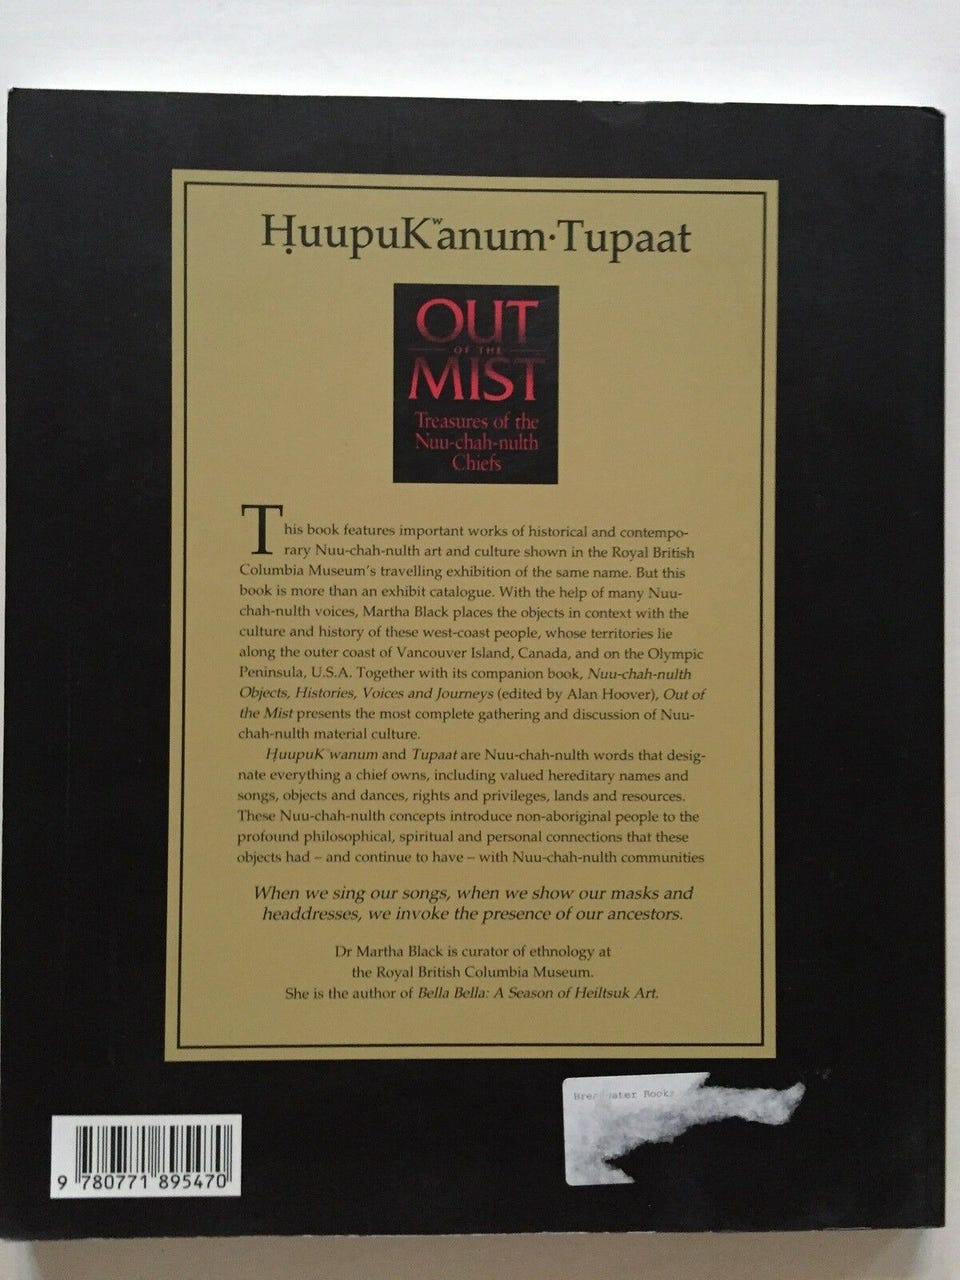 ḤuupuKʷanum·Tupaat
OUT
OF THE
MIST
Treasures of the
Nuu-chah-nulth
Chiefs
This book features important works of historical and contempo-
rary Nuu-chah-nulth art and culture shown in the Royal British
Columbia Museum's travelling exhibition of the same name. But this
book is more than an exhibit catalogue. With the help of many Nuu-
chah-nulth voices, Martha Black places the objects in context with the
culture and history of these west-coast people, whose territories lie
along the outer coast of Vancouver Island, Canada, and on the Olympic
Peninsula, U.S.A. Together with its companion book, Nuu-chah-nulth
Objects, Histories, Voices and Journeys (edited by Alan Hoover), Out of
the Mist presents the most complete gathering and discussion of Nuu-
chah-nulth material culture.
ḤuupuKʷwanum and Tupaat are Nuu-chah-nulth words that desig-
nate everything a chief owns, including valued hereditary names and
songs, objects and dances, rights and privileges, lands and resources.
These Nuu-chah-nulth concepts introduce non-aboriginal people to the
profound philosophical, spiritual and personal connections that these
objects had – and continue to have – with Nuu-chah-nulth communities
When we sing our songs, when we show our masks and
headdresses, we invoke the presence of our ancestors.
Dr Martha Black is curator of ethnology at
the Royal British Columbia Museum.
She is the author of Bella Bella: A Season of Heiltsuk Art.
Books
9 780771 895470